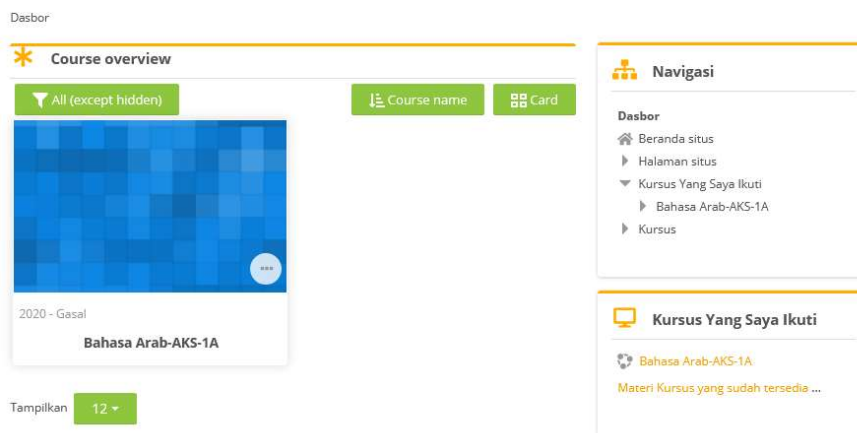 Dasbor
Course overview
All (except hidden)
Course name
Card
2020 - Gasal
Bahasa Arab-AKS-1A
Tampilkan
12
Navigasi
Dasbor
Beranda situs
Halaman situs
Kursus Yang Saya Ikuti
Bahasa Arab-AKS-1A
Kursus
Kursus Yang Saya Ikuti
Bahasa Arab-AKS-1A
Materi Kursus yang sudah tersedia ...